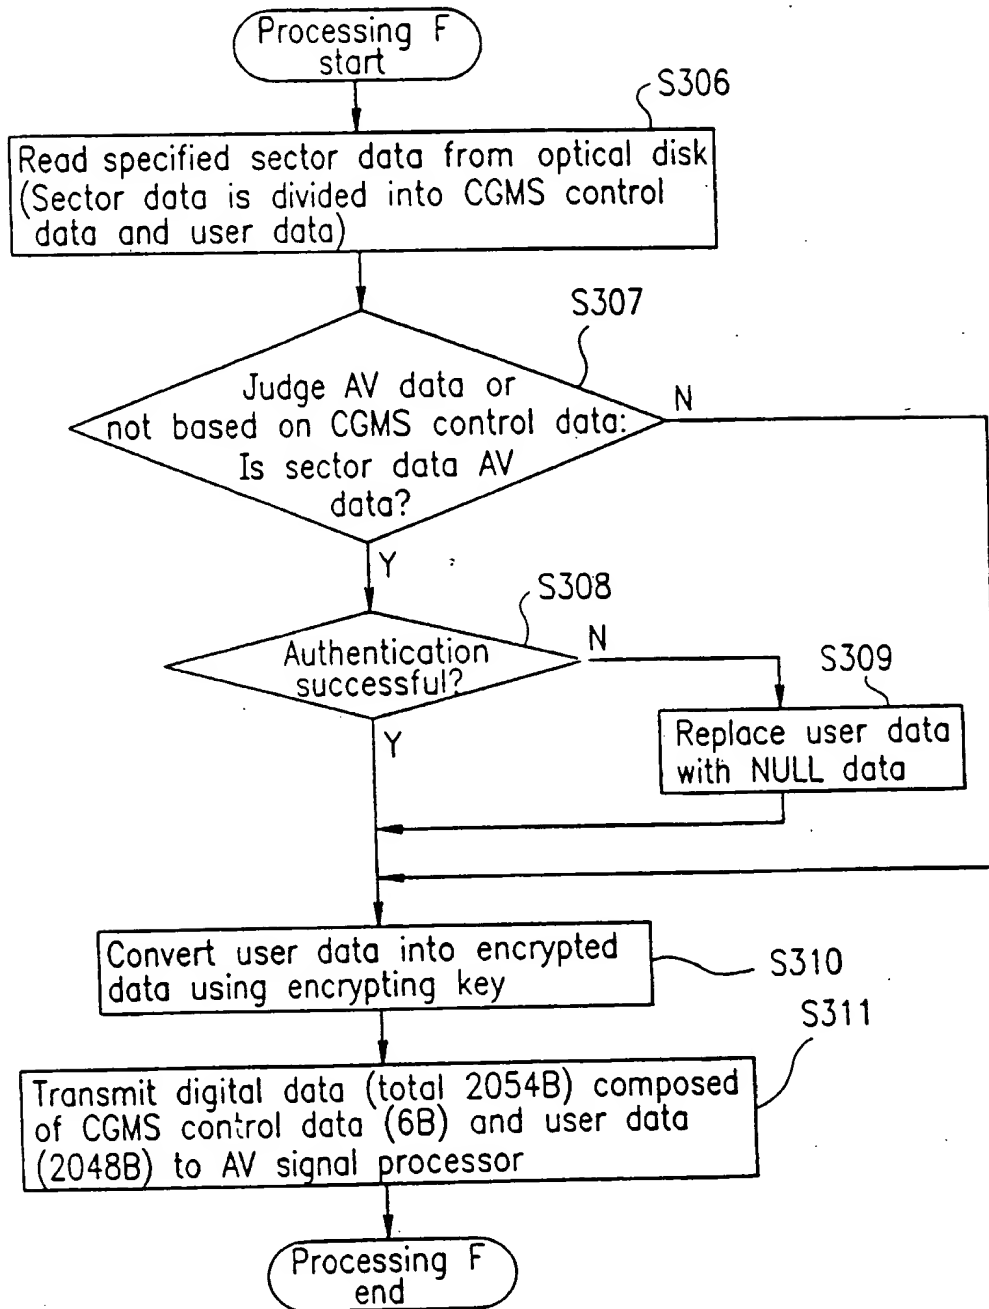 Processing F
start
S306
Read specified sector data from optical disk
(Sector data is divided into CGMS control
data and user data)
S307
Judge AV data or
not based on CGMS control data:
Is sector data AV
data?
N
Y
S308
Authentication
successful?
N
Y
S309
Replace user data
with NULL data
Convert user data into encrypted
data using encrypting key
S310
S311
Transmit digital data (total 2054B) composed
of CGMS control data (6B) and user data
(2048B) to AV signal processor
Processing F
end